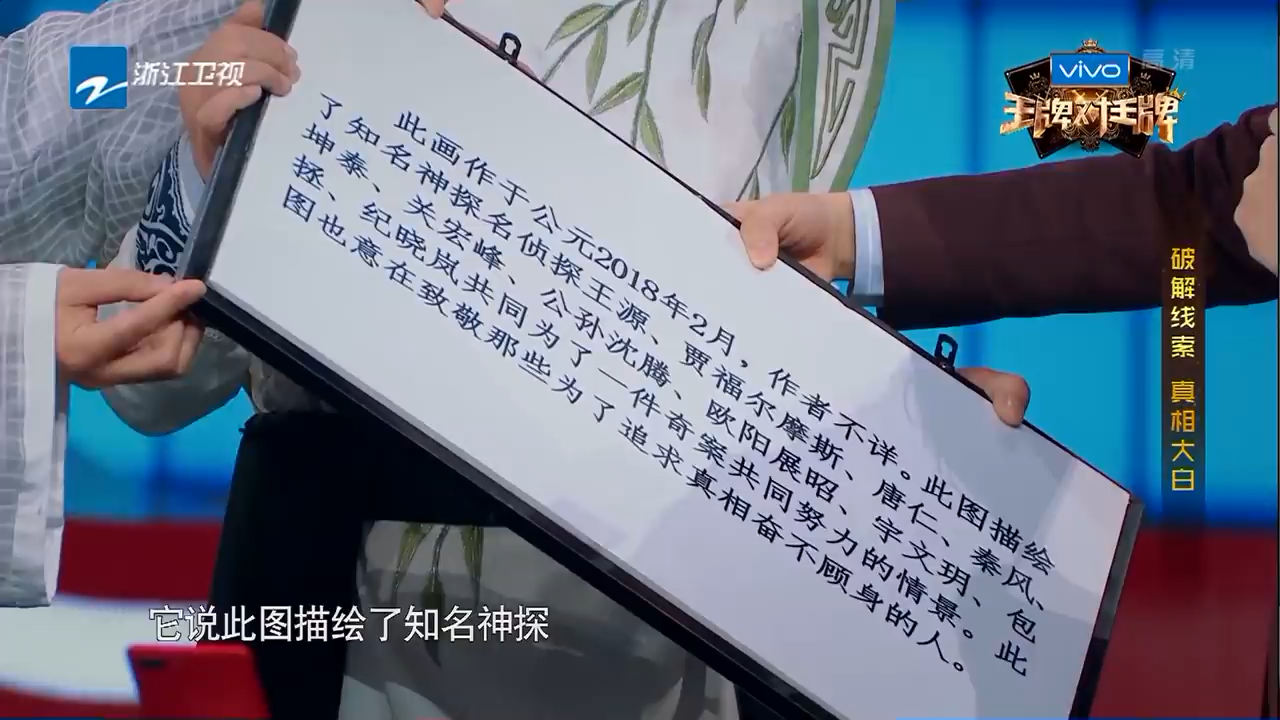 浙江卫视
高清
vivo
王牌对王牌
此画作于公元2018年2月，作者不详。此图描绘
了知名神探名侦探王源、贾福尔摩斯、唐仁、秦风、
坤泰、关宏峰、公孙沈腾、欧阳展昭、宇文玥、包
拯、纪晓岚共同为了一件奇案共同努力的情景。此
图也意在致敬那些为了追求真相奋不顾身的人。
破解线索 真相大白
它说此图描绘了知名神探